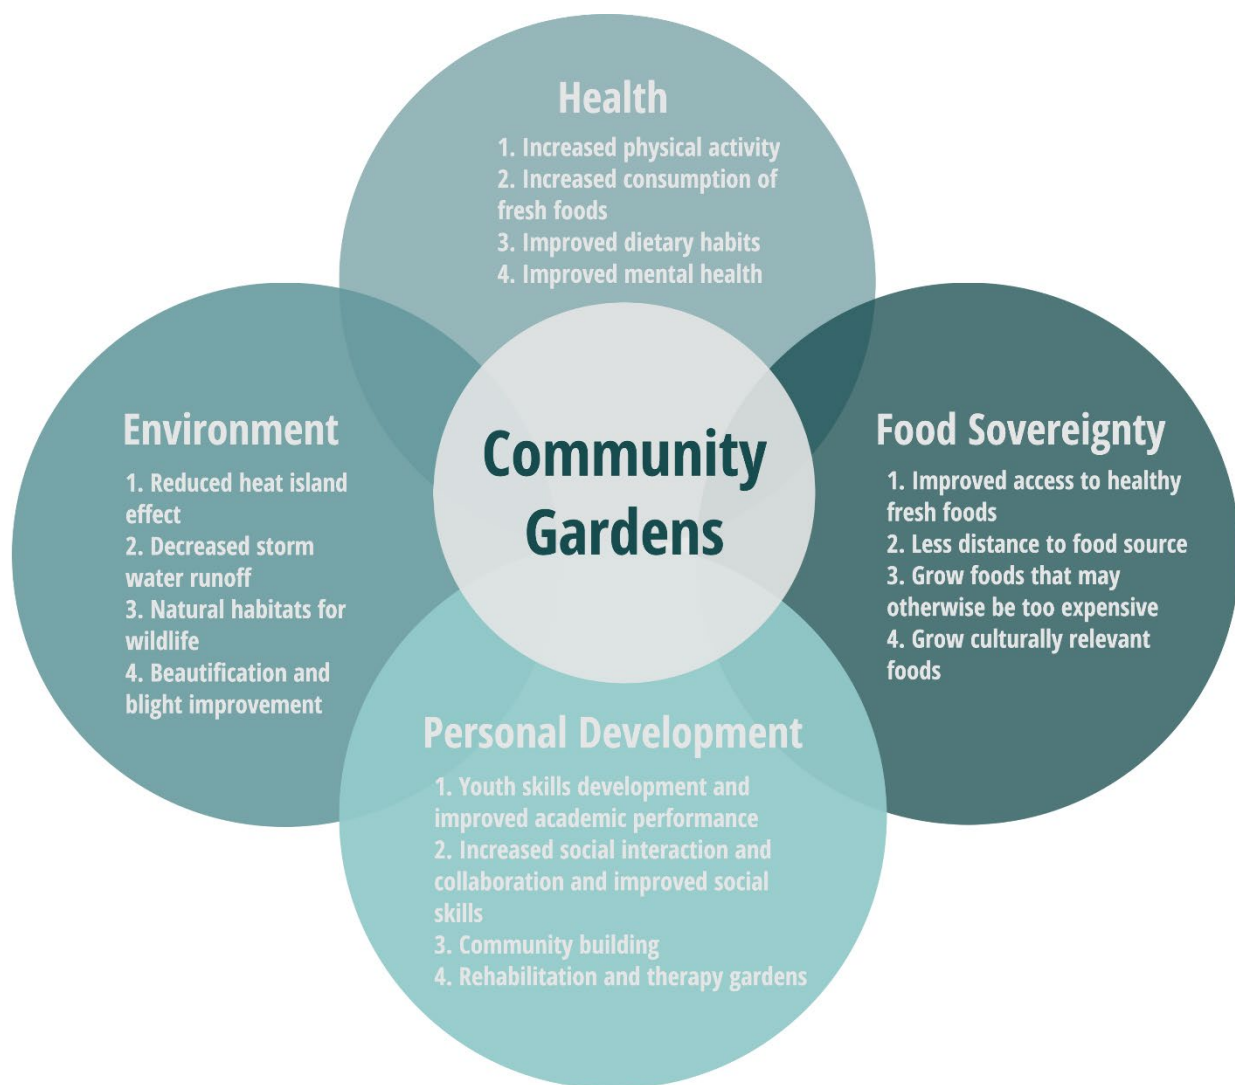 Health
1. Increased physical activity
2. Increased consumption of
fresh foods
3. Improved dietary habits
4. Improved mental health
Environment
1. Reduced heat island
effect
2. Decreased storm
water runoff
3. Natural habitats for
wildlife
4. Beautification and
blight improvement
Community
Gardens
Food Sovereignty
1. Improved access to healthy
fresh foods
2. Less distance to food source
3. Grow foods that may
otherwise be too expensive
4. Grow culturally relevant
foods
Personal Development
1. Youth skills development and
improved academic performance
2. Increased social interaction and
collaboration and improved social
skills
3. Community building
4. Rehabilitation and therapy gardens